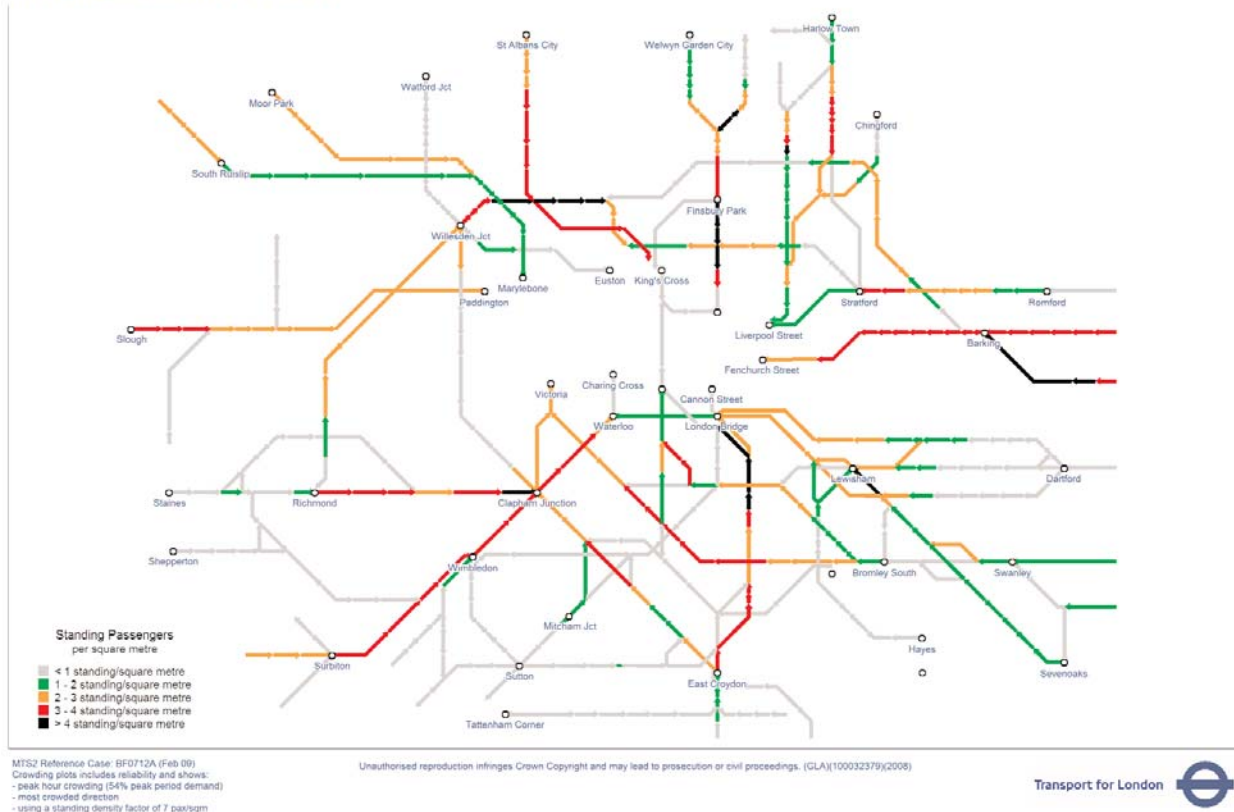 Harlow Town
St Albans City
Welwyn Garden City
Watford Jct
Moor Park
Chingford
South Ruislip
Finsbury Park
Willesden Jct
Euston
King's Cross
Marylebone
Paddington
Stratford
Romford
Slough
Liverpool Street
Barking
Fenchurch Street
Charing Cross
Victoria
Cannon Street
Waterloo
London Bridge
Lewisham
Dartford
Staines
Richmond
Clapham Junction
Shepperton
Wimbledon
Bromley South
Swanley
Mitcham Jct
Standing Passengers
per square metre
Hayes
Surbiton
Sutton
East Croydon
Sevenoaks
< 1 standing/square metre
1 - 2 standing/square metre
2 - 3 standing/square metre
3 - 4 standing/square metre
> 4 standing/square metre
Tattenham Corner
MTS2 Reference Case: BF0712A (Feb 09)
Crowding plots includes reliability and shows:
- peak hour crowding (54% peak period demand)
- most crowded direction
- using a standing density factor of 7 pax/sqm
Unauthorised reproduction infringes Crown Copyright and may lead to prosecution or civil proceedings. (GLA)(100032379)(2008)
Transport for London